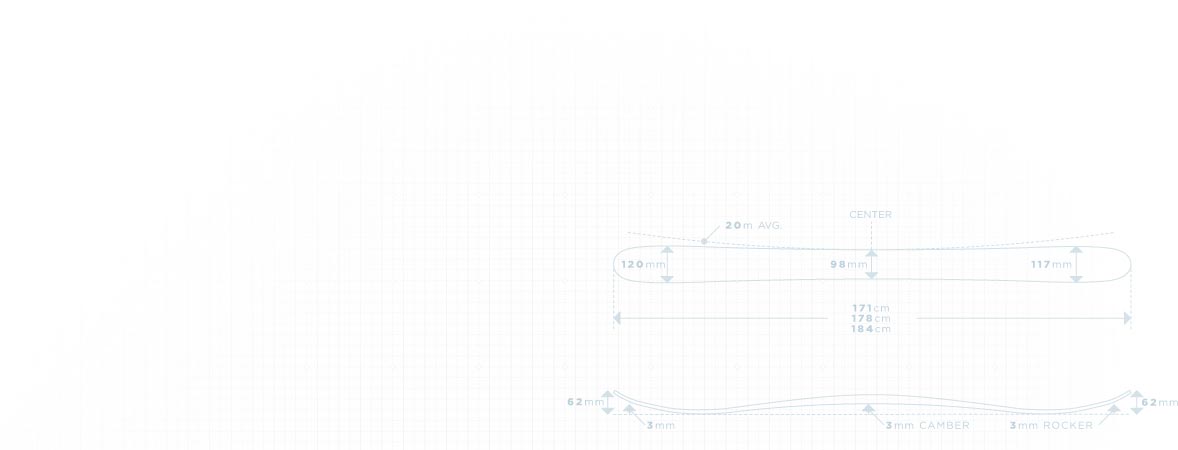 CENTER
20m AVG.
120mm
98mm
117mm
171cm
178cm
184cm
62mm
62mm
3mm
3mm CAMBER
3mm ROCKER